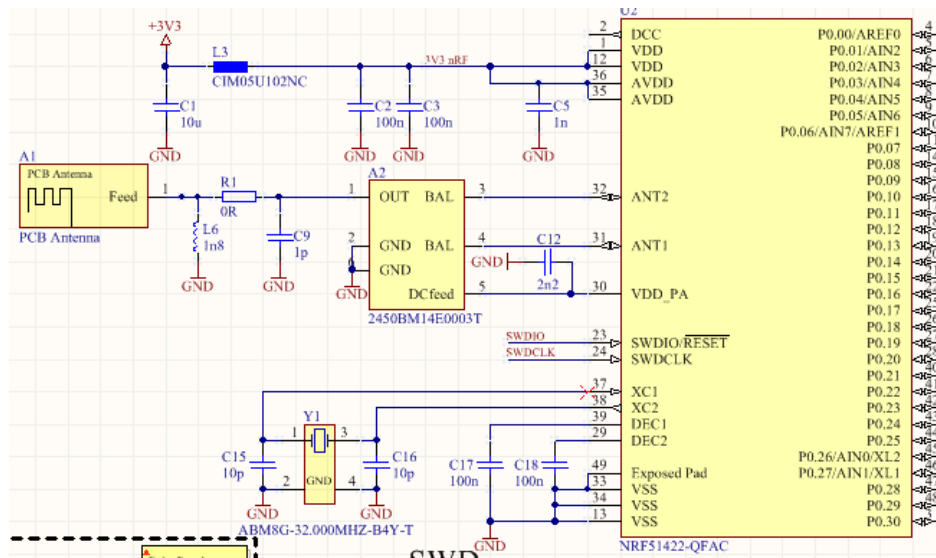 U2
+3V3
L3
CIM05U102NC
3V3 nRF
C1
10u
C2
100n
C3
100n
C5
1n
GND
GND
GND
GND
2
DCC
1
VDD
12
VDD
36
AVDD
35
AVDD
P0.00/AREF0
P0.01/AIN2
P0.02/AIN3
P0.03/AIN4
P0.04/AIN5
P0.05/AIN6
P0.06/AIN7/AREF1
P0.07
P0.08
P0.09
P0.10
P0.11
P0.12
P0.13
P0.14
P0.15
P0.16
P0.17
P0.18
P0.19
P0.20
P0.21
P0.22
P0.23
P0.24
P0.25
P0.26/AIN0/XL2
P0.27/AIN1/XL1
P0.28
P0.29
P0.30
A1
PCB Antenna
Feed
1
PCB Antenna
R1
0R
L6
1n8
GND
C9
1p
GND
A2
1
OUT
BAL
3
32
ANT2
2
GND
BAL
4
31
ANT1
6
GND
GND
DCfeed
5
2450BM14E0003T
GND
C12
2n2
30
VDD_PA
SWDIO
23
SWDIO/RESET
SWDCLK
24
SWDCLK
37
XC1
38
XC2
39
DEC1
29
DEC2
49
Exposed Pad
33
VSS
34
VSS
13
VSS
Y1
1
3
2
GND
4
C15
10p
C16
10p
GND
GND
ABM8G-32.000MHZ-B4Y-T
C17
100n
C18
100n
GND
NRF51422-QFAC
SWD